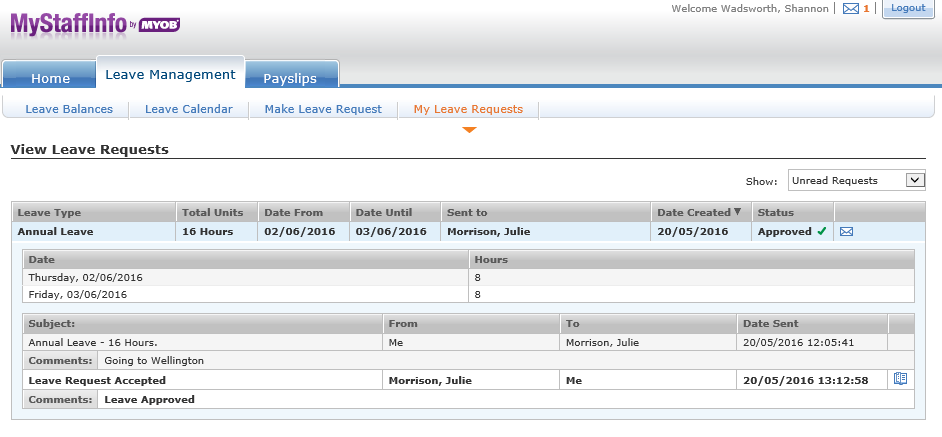 Welcome Wadsworth, Shannon | 1 | Logout
MyStaffInfo by MYOB
Home Leave Management Payslips
Leave Balances Leave Calendar Make Leave Request My Leave Requests
View Leave Requests
Show: Unread Requests
Leave Type Total Units Date From Date Until Sent to Date Created ▼ Status
Annual Leave 16 Hours 02/06/2016 03/06/2016 Morrison, Julie 20/05/2016 Approved ✓
Date Hours
Thursday, 02/06/2016 8
Friday, 03/06/2016 8
Subject: From To Date Sent
Annual Leave - 16 Hours. Me Morrison, Julie 20/05/2016 12:05:41
Comments: Going to Wellington
Leave Request Accepted Morrison, Julie Me 20/05/2016 13:12:58
Comments: Leave Approved